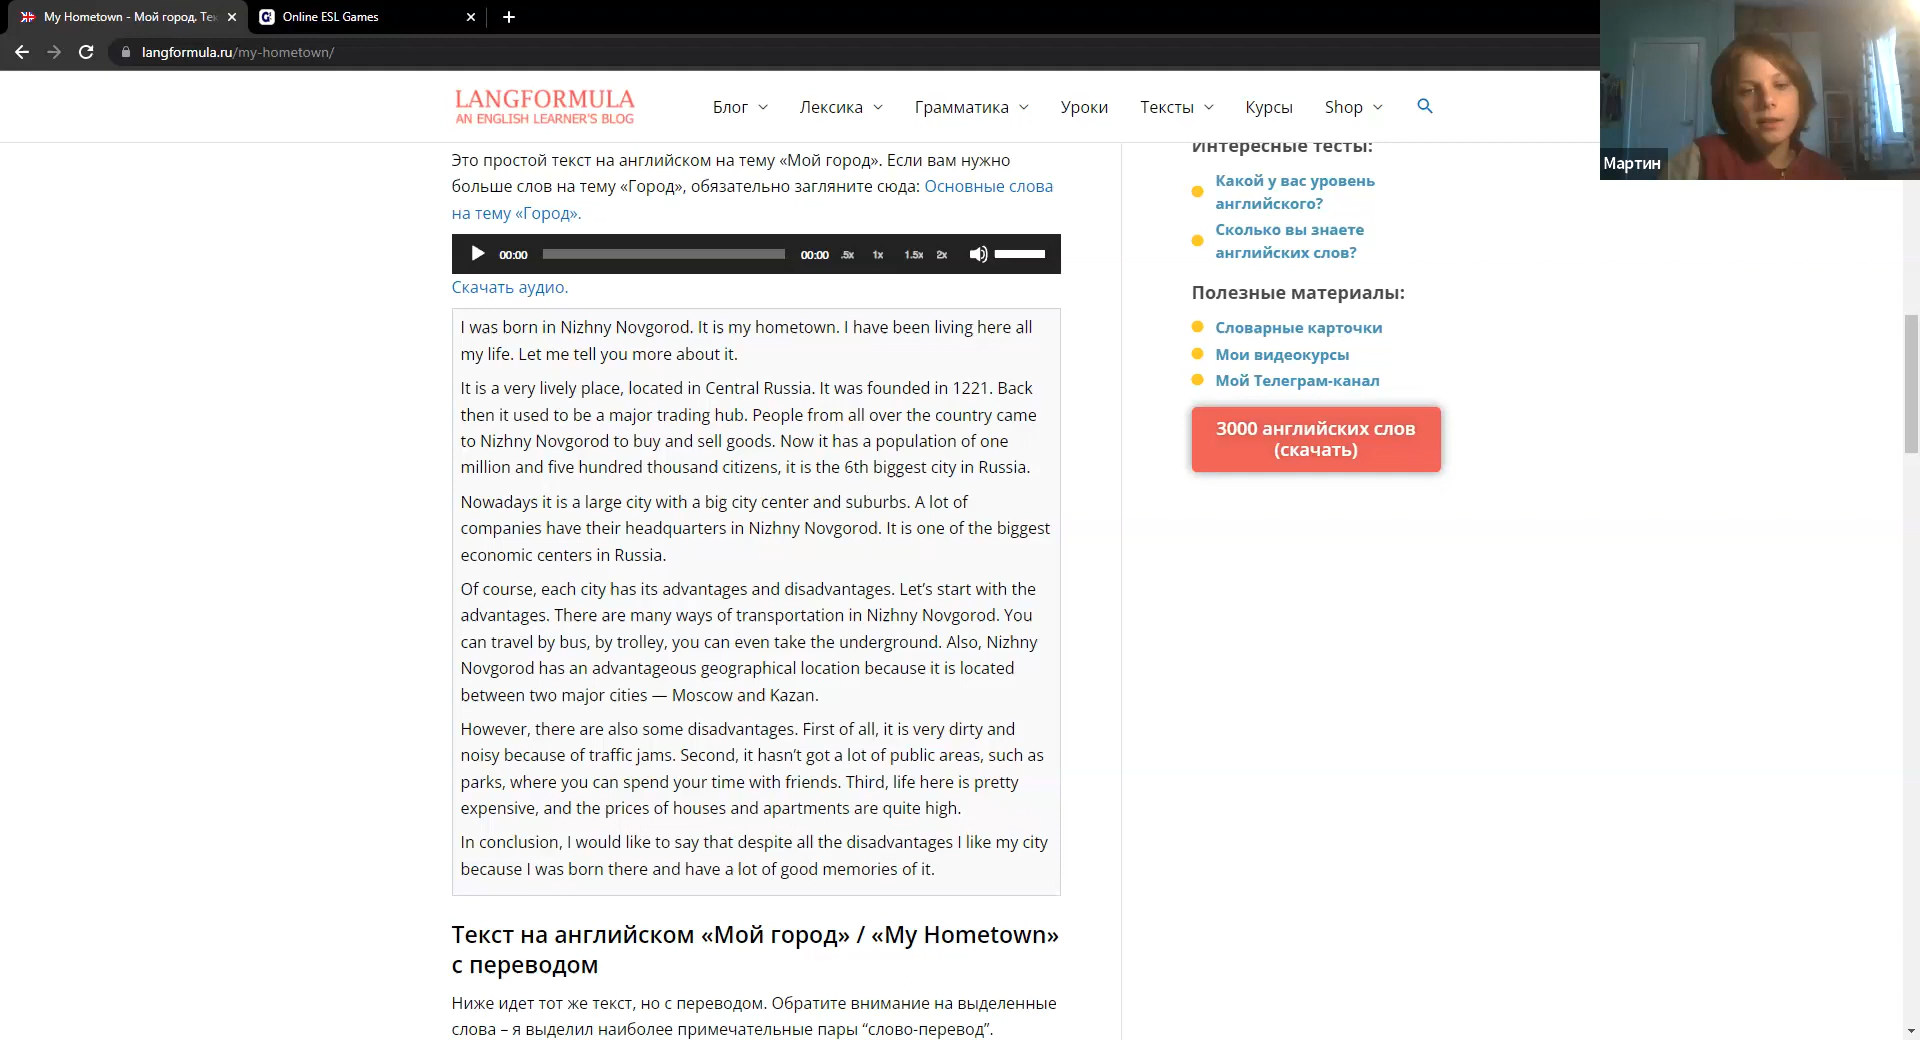 My Hometown - Мой город. Тек
Online ESL Games
langformula.ru/my-hometown/
LANGFORMULA
AN ENGLISH LEARNER'S BLOG
Блог
Лексика
Грамматика
Уроки
Тексты
Курсы
Shop
Мартин
Это простой текст на английском на тему «Мой город». Если вам нужно
больше слов на тему «Город», обязательно загляните сюда: Основные слова
на тему «Город».
00:00
00:00
.5x
1x
1.5x
2x
Скачать аудио.
I was born in Nizhny Novgorod. It is my hometown. I have been living here all
my life. Let me tell you more about it.
It is a very lively place, located in Central Russia. It was founded in 1221. Back
then it used to be a major trading hub. People from all over the country came
to Nizhny Novgorod to buy and sell goods. Now it has a population of one
million and five hundred thousand citizens, it is the 6th biggest city in Russia.
Nowadays it is a large city with a big city center and suburbs. A lot of
companies have their headquarters in Nizhny Novgorod. It is one of the biggest
economic centers in Russia.
Of course, each city has its advantages and disadvantages. Let's start with the
advantages. There are many ways of transportation in Nizhny Novgorod. You
can travel by bus, by trolley, you can even take the underground. Also, Nizhny
Novgorod has an advantageous geographical location because it is located
between two major cities — Moscow and Kazan.
However, there are also some disadvantages. First of all, it is very dirty and
noisy because of traffic jams. Second, it hasn't got a lot of public areas, such as
parks, where you can spend your time with friends. Third, life here is pretty
expensive, and the prices of houses and apartments are quite high.
In conclusion, I would like to say that despite all the disadvantages I like my city
because I was born there and have a lot of good memories of it.
Текст на английском «Мой город» / «My Hometown»
с переводом
Ниже идет тот же текст, но с переводом. Обратите внимание на выделенные
слова – я выделил наиболее примечательные пары “слово-перевод”.
Интересные тесты:
Какой у вас уровень
английского?
Сколько вы знаете
английских слов?
Полезные материалы:
Словарные карточки
Мои видеокурсы
Мой Телеграм-канал
3000 английских слов
(скачать)